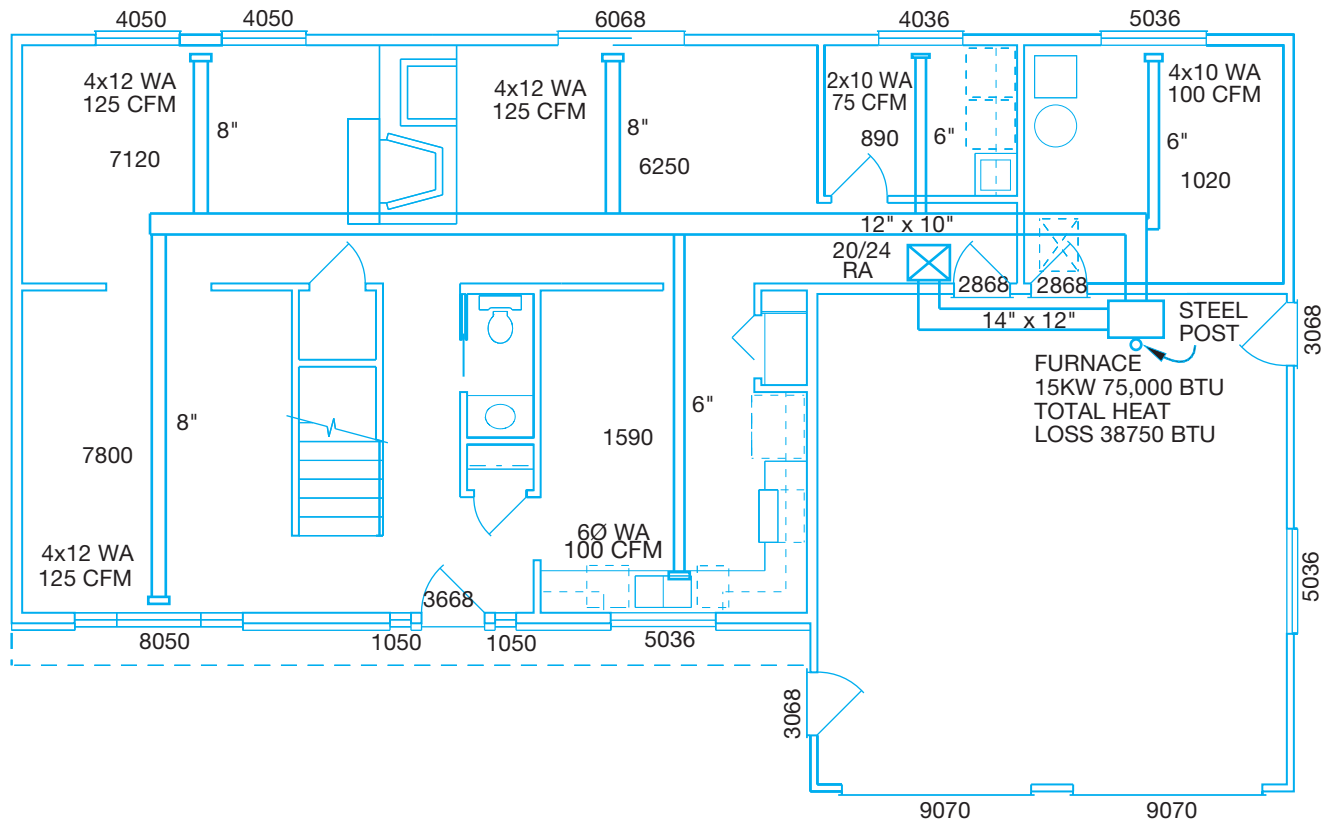 4050
4050
6068
4036
5036
4x12 WA
125 CFM
8"
7120
4x12 WA
125 CFM
8"
6250
2x10 WA
75 CFM
890
6"
4x10 WA
100 CFM
6"
1020
12" x 10"
20/24
RA
2868
2868
14" x 12"
STEEL
POST
3068
FURNACE
15KW 75,000 BTU
TOTAL HEAT
LOSS 38750 BTU
8"
6"
7800
1590
4x12 WA
125 CFM
6Ø WA
100 CFM
5036
3668
8050
1050
1050
5036
3068
9070
9070